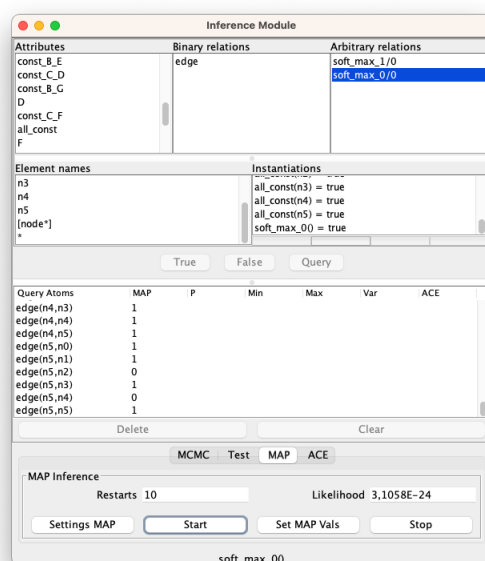 Inference Module
Attributes Binary relations Arbitrary relations
const_B_E edge soft_max_1/0
const_C_D soft_max_0/0
const_B_G
D
const_C_F
all_const
F
Element names Instantiations
n3
n4 all_const(n3) = true
n5 all_const(n4) = true
[node*] all_const(n5) = true
* soft_max_0() = true
True False Query
Query Atoms MAP P Min Max Var ACE
edge(n4,n3) 1
edge(n4,n4) 1
edge(n4,n5) 1
edge(n5,n0) 1
edge(n5,n1) 1
edge(n5,n2) 0
edge(n5,n3) 1
edge(n5,n4) 0
edge(n5,n5) 1
Delete Clear
MCMC Test MAP ACE
MAP Inference
Restarts 10 Likelihood 3,1058E-24
Settings MAP Start Set MAP Vals Stop
soft_max_0()